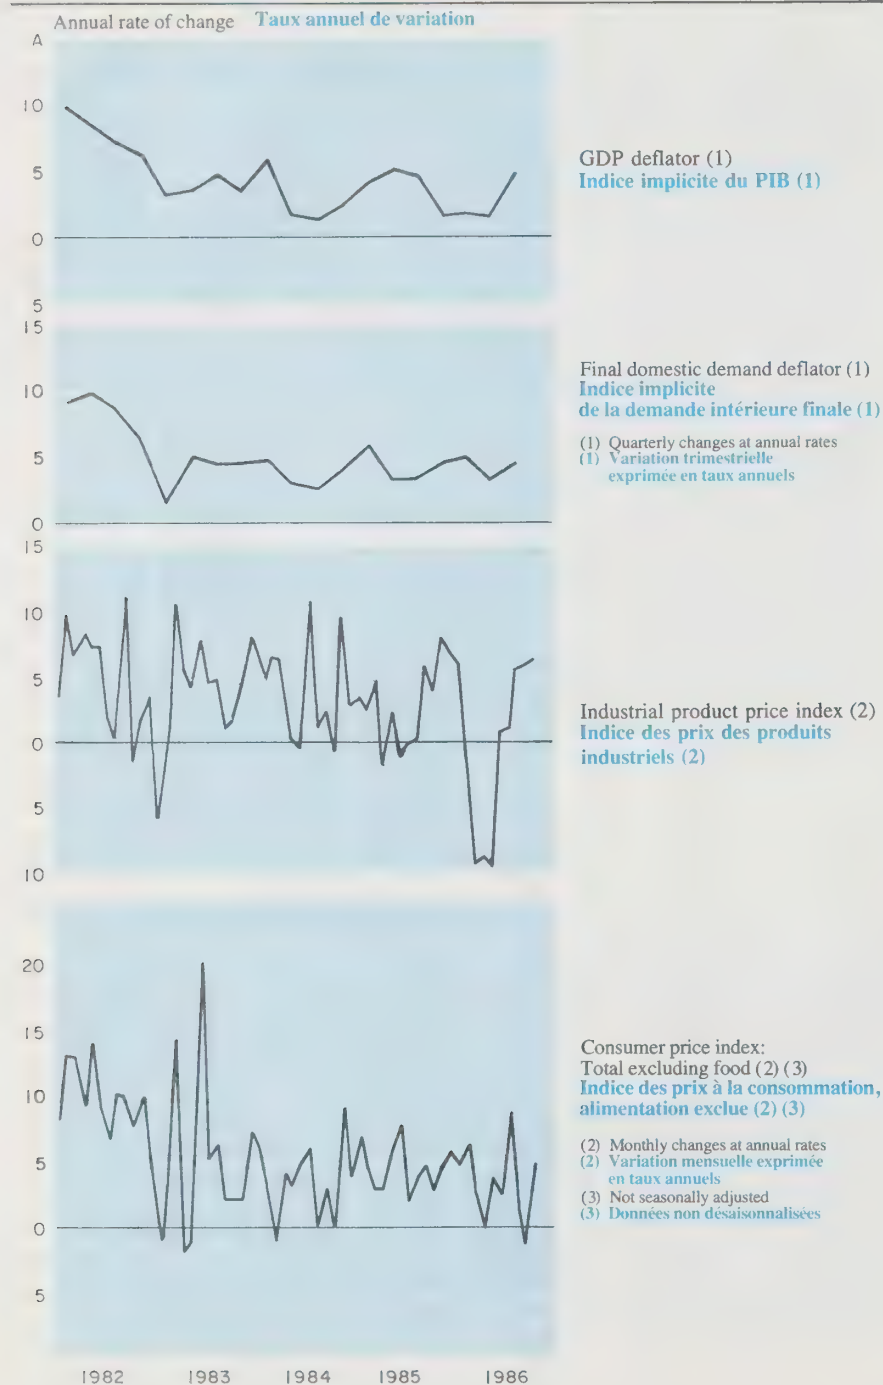 Annual rate of change Taux annuel de variation
A
10
5
0
5
GDP deflator (1)
Indice implicite du PIB (1)
15
10
5
0
Final domestic demand deflator (1)
Indice implicite
de la demande intérieure finale (1)
(1) Quarterly changes at annual rates
(1) Variation trimestrielle
exprimée en taux annuels
15
10
5
0
5
10
Industrial product price index (2)
Indice des prix des produits
industriels (2)
20
15
10
5
0
5
Consumer price index:
Total excluding food (2) (3)
Indice des prix à la consommation,
alimentation exclue (2) (3)
(2) Monthly changes at annual rates
(2) Variation mensuelle exprimée
en taux annuels
(3) Not seasonally adjusted
(3) Données non désaisonnalisées
1982 1983 1984 1985 1986